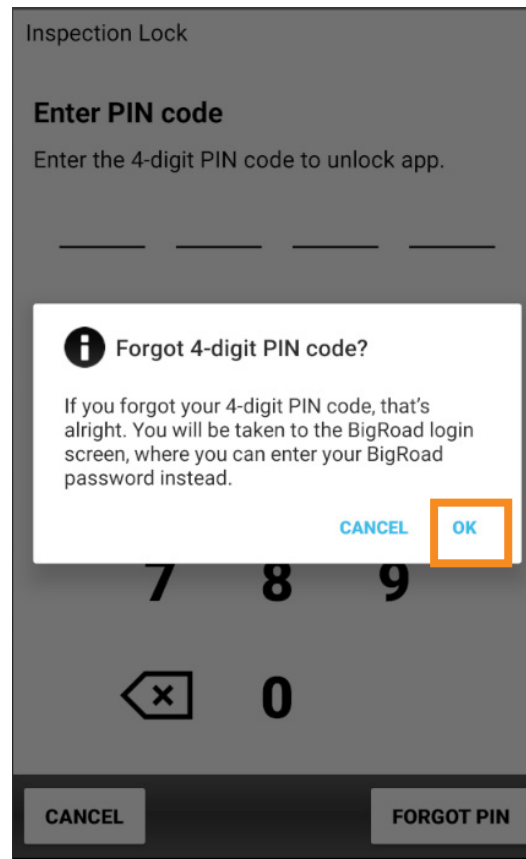 Inspection Lock
Enter PIN code
Enter the 4-digit PIN code to unlock app.
Forgot 4-digit PIN code?
If you forgot your 4-digit PIN code, that's
alright. You will be taken to the BigRoad login
screen, where you can enter your BigRoad
password instead.
CANCEL OK
7 8 9
0
CANCEL FORGOT PIN